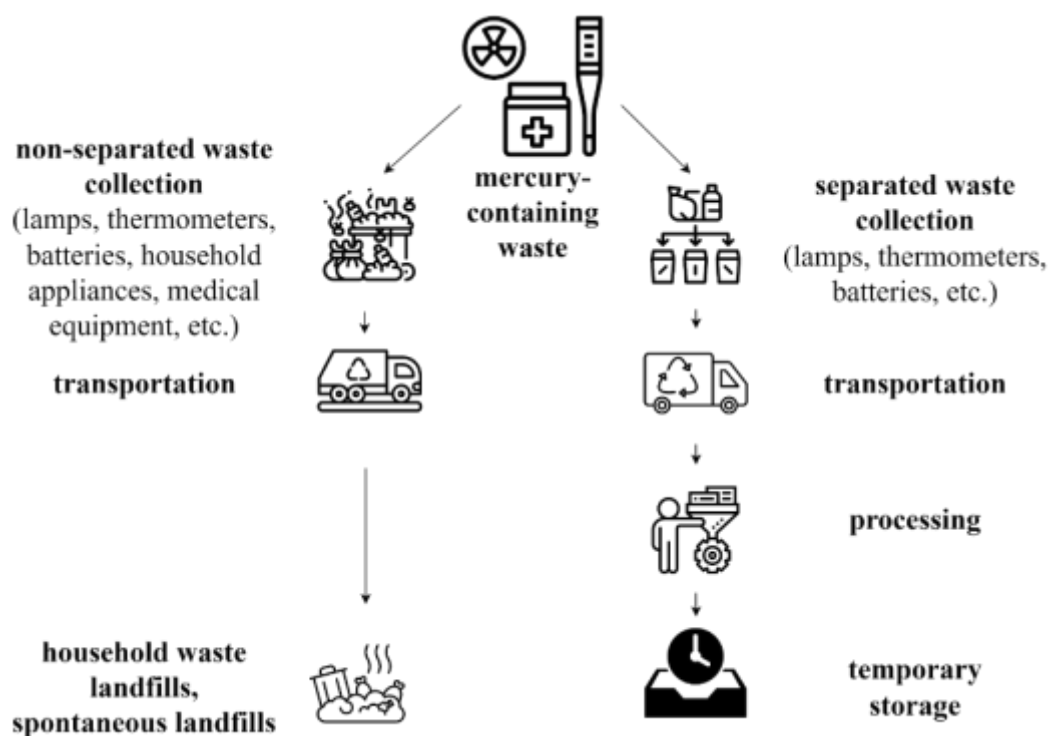 mercury-
containing
waste
non-separated waste
collection
(lamps, thermometers,
batteries, household
appliances, medical
equipment, etc.)
transportation
household waste
landfills,
spontaneous landfills
separated waste
collection
(lamps, thermometers,
batteries, etc.)
transportation
processing
temporary
storage